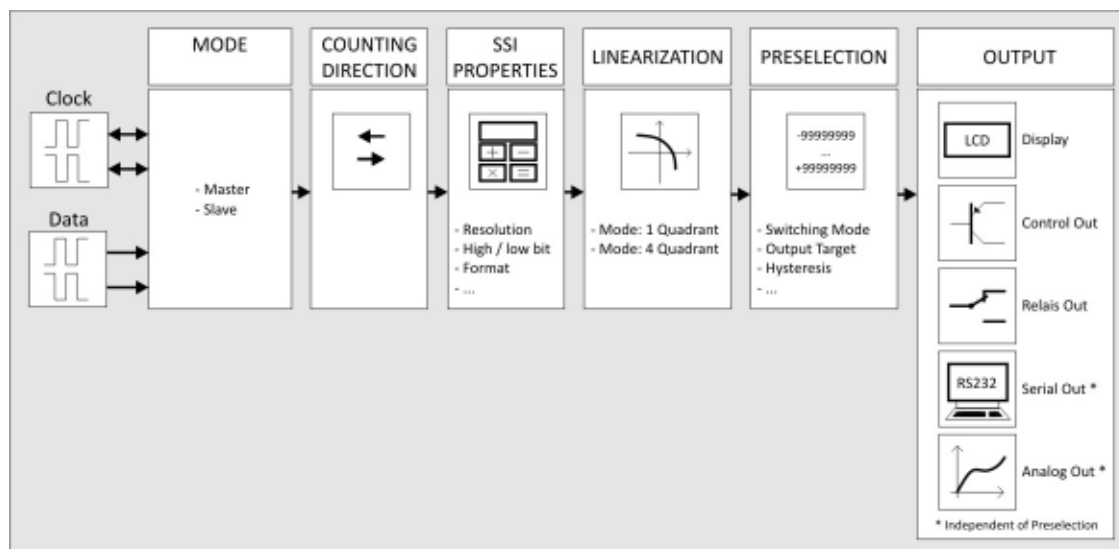 MODE
COUNTING
DIRECTION
SSI
PROPERTIES
LINEARIZATION
PRESELECTION
OUTPUT
Clock
Data
- Master
- Slave
- Resolution
- High / low bit
- Format
- ...
- Mode: 1 Quadrant
- Mode: 4 Quadrant
-99999999
...
+99999999
- Switching Mode
- Output Target
- Hysteresis
- ...
LCD
Display
Control Out
Relais Out
RS232
Serial Out *
Analog Out *
* Independent of Preselection